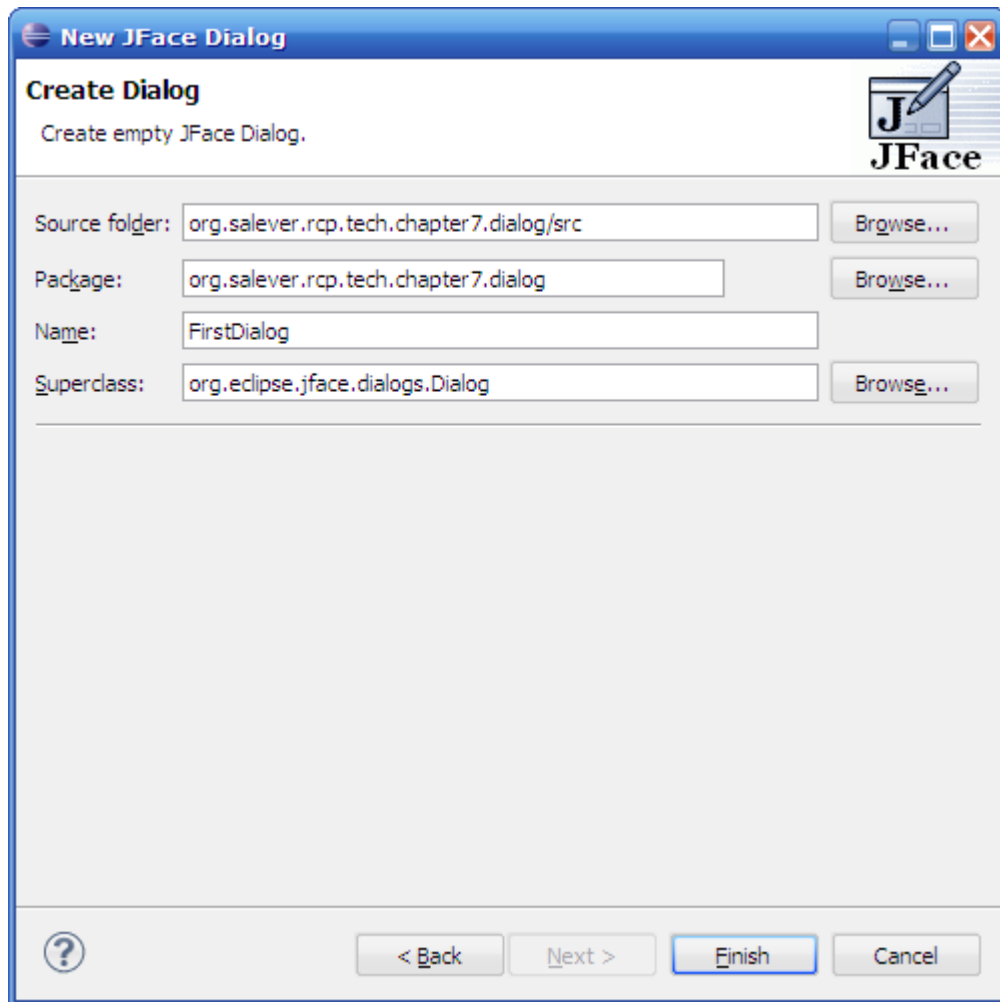 New JFace Dialog
Create Dialog
Create empty JFace Dialog.
J
JFace
Source folder: org.salever.rcp.tech.chapter7.dialog/src Browse...
Package: org.salever.rcp.tech.chapter7.dialog Browse...
Name: FirstDialog
Superclass: org.eclipse.jface.dialogs.Dialog Browse...
? < Back Next > Finish Cancel